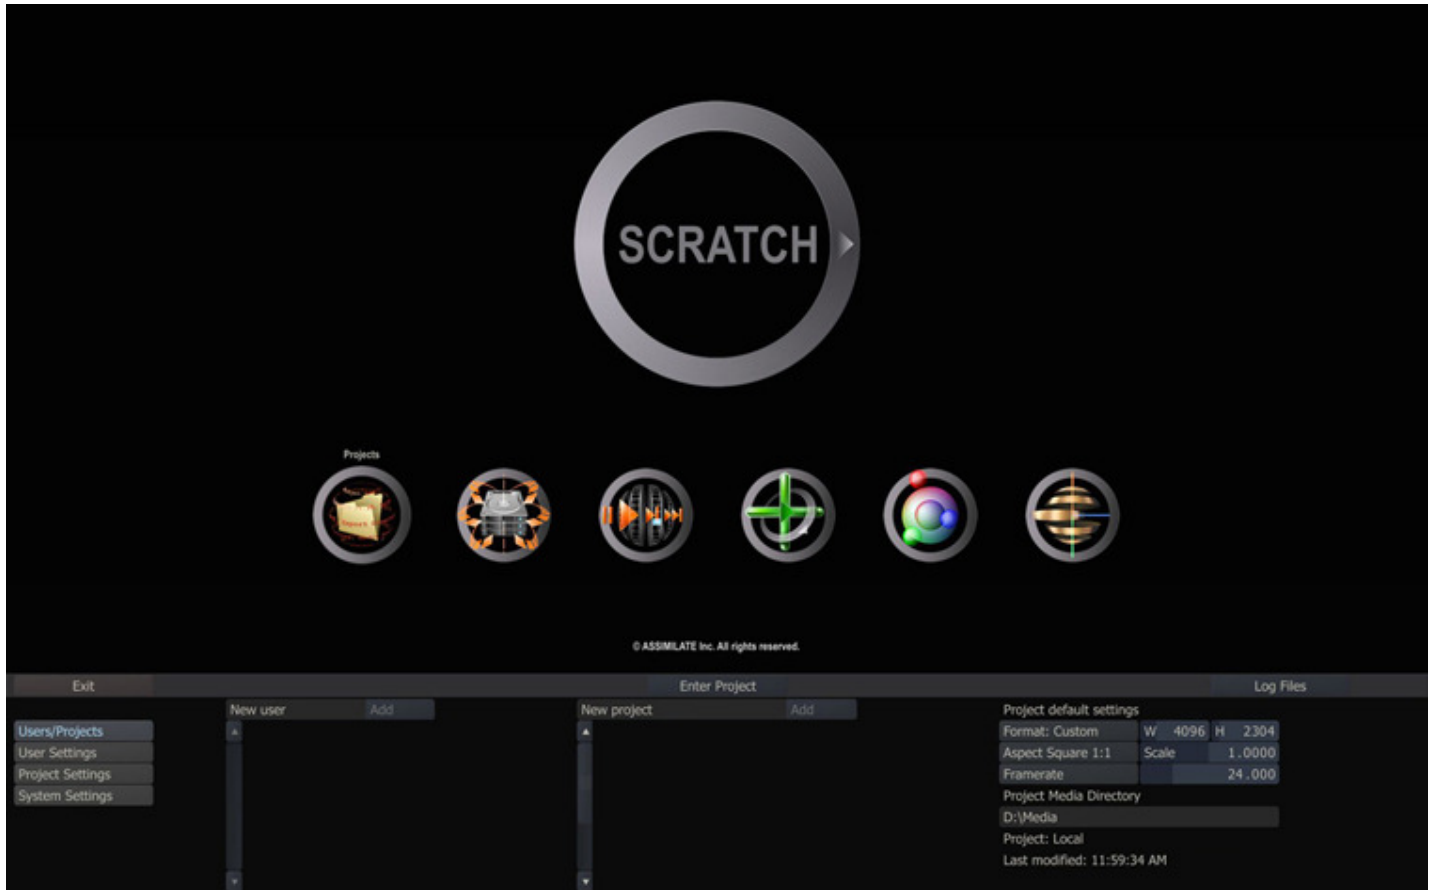 SCRATCH
Projects
© ASSIMILATE Inc. All rights reserved.
Exit
Enter Project
Log Files
New user Add
New project Add
Project default settings
Users/Projects
Format: Custom W 4096 H 2304
User Settings
Aspect Square 1:1 Scale 1.0000
Project Settings
Framerate 24.000
System Settings
Project Media Directory
D:\Media
Project: Local
Last modified: 11:59:34 AM